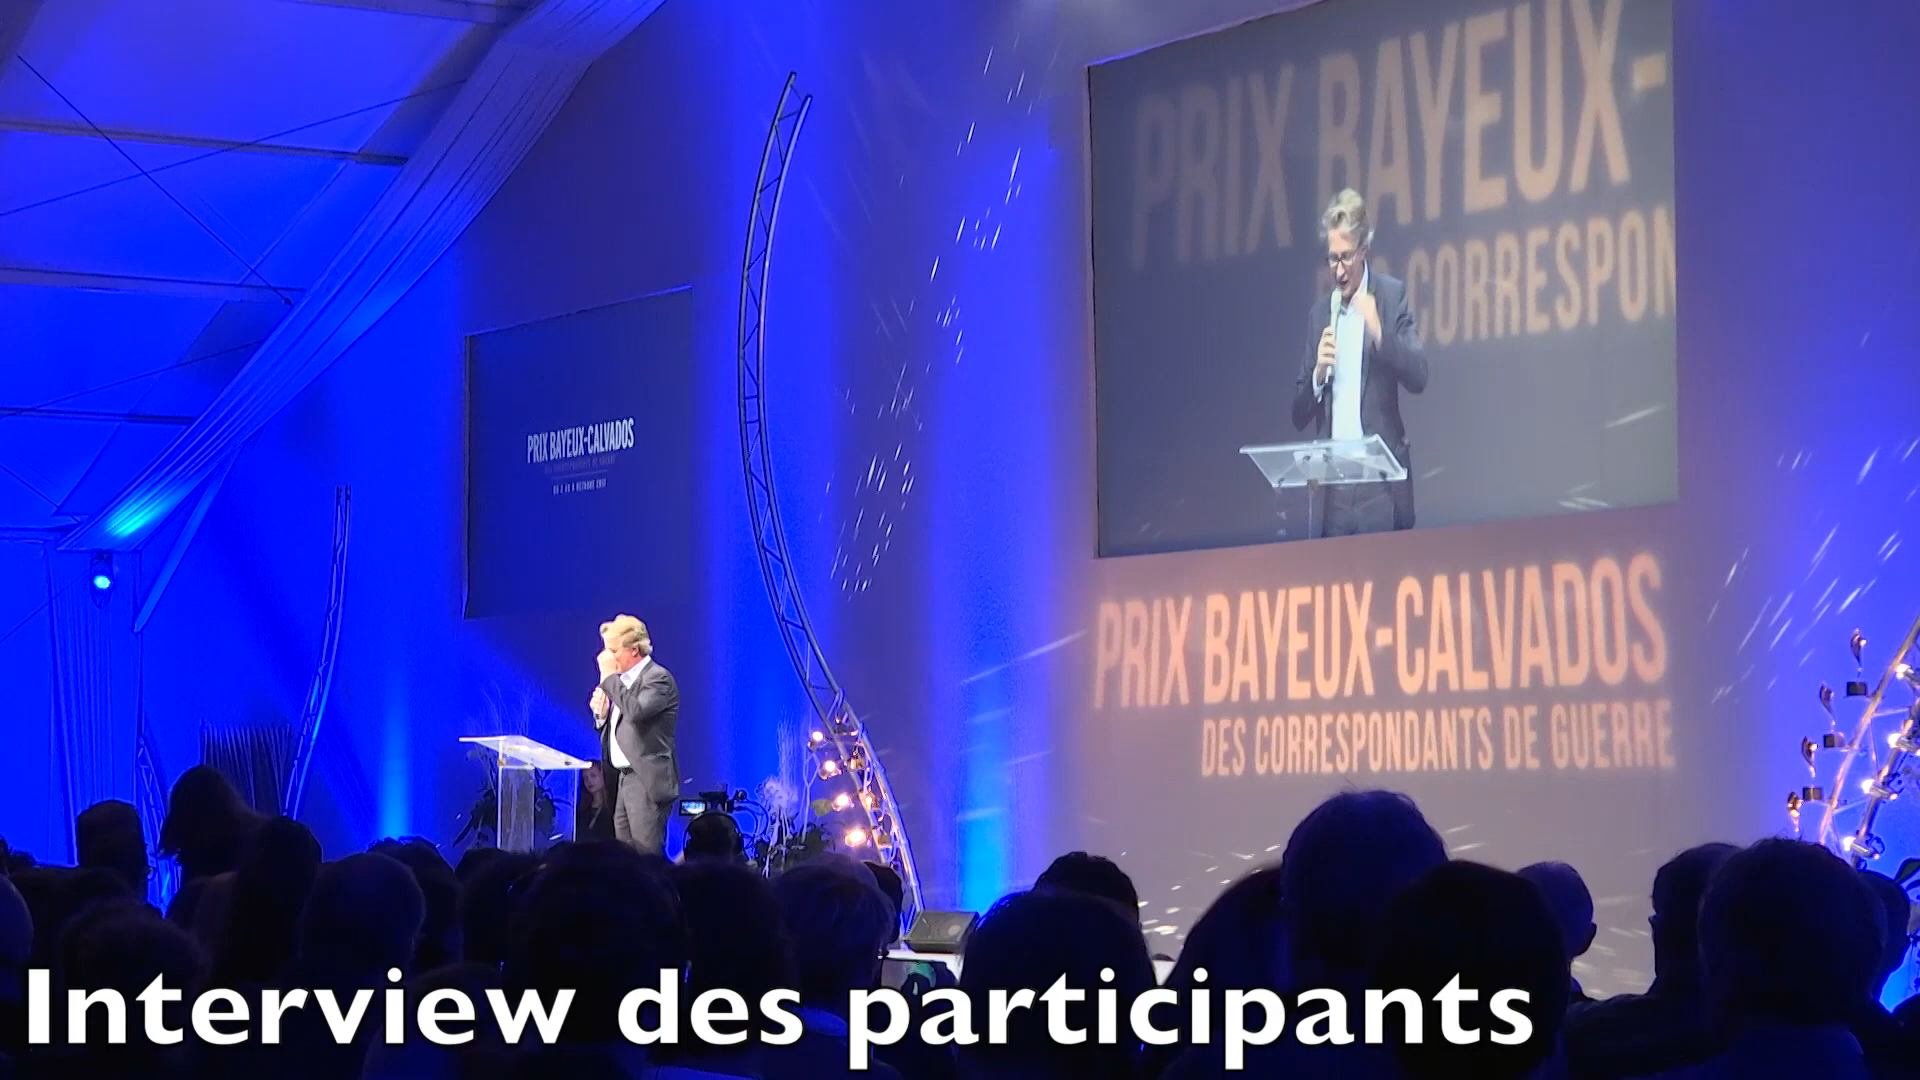 PRIX BAYEUX-
CORRESPON
PRIX BAYEUX-CALVADOS
PRIX BAYEUX-CALVADOS
DES CORRESPONDANTS DE GUERRE
Interview des participants